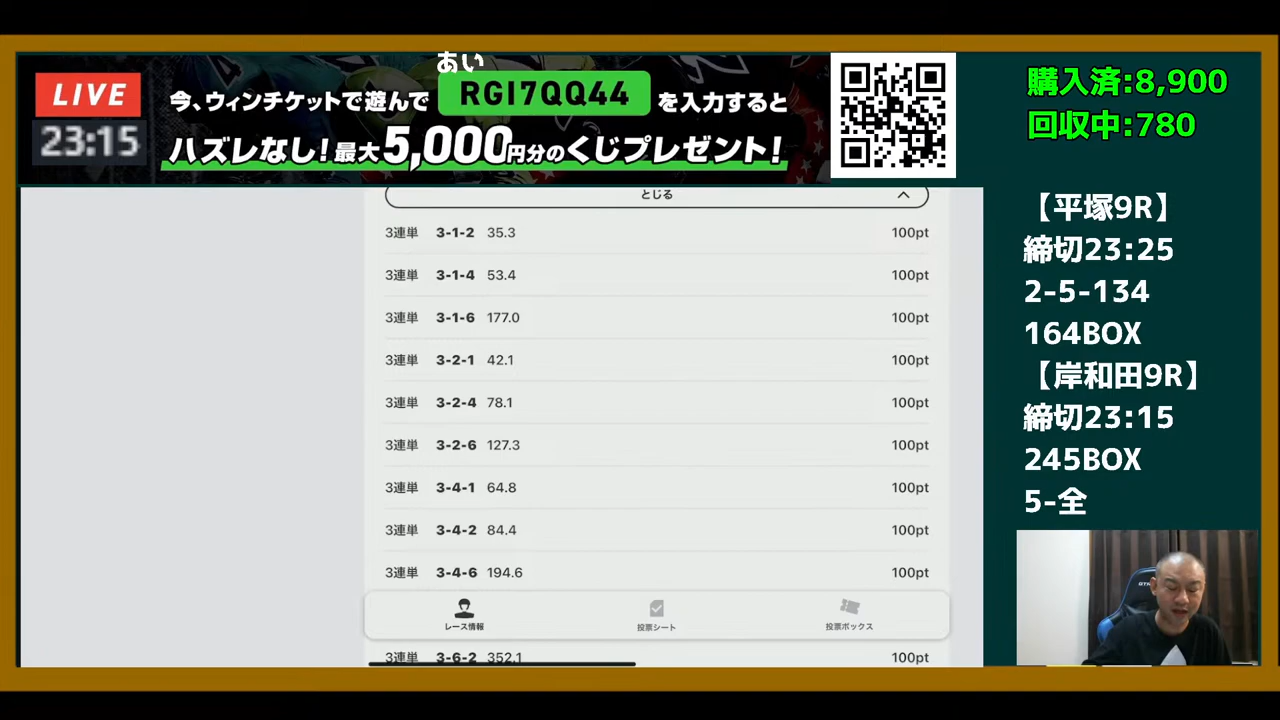 LIVE
23:15
あい
今、ウィンチケットで遊んで RGI7QQ44 を入力すると
ハズレなし!最大5,000円分のくじプレゼント!
購入済:8,900
回収中:780
とじる
3連単 3-1-2 35.3 100pt
3連単 3-1-4 53.4 100pt
3連単 3-1-6 177.0 100pt
3連単 3-2-1 42.1 100pt
3連単 3-2-4 78.1 100pt
3連単 3-2-6 127.3 100pt
3連単 3-4-1 64.8 100pt
3連単 3-4-2 84.4 100pt
3連単 3-4-6 194.6 100pt
レース情報 投票シート 投票ボックス
3連単 3-6-2 352.1 100pt
【平塚9R】
締切23:25
2-5-134
164BOX
【岸和田9R】
締切23:15
245BOX
5-全